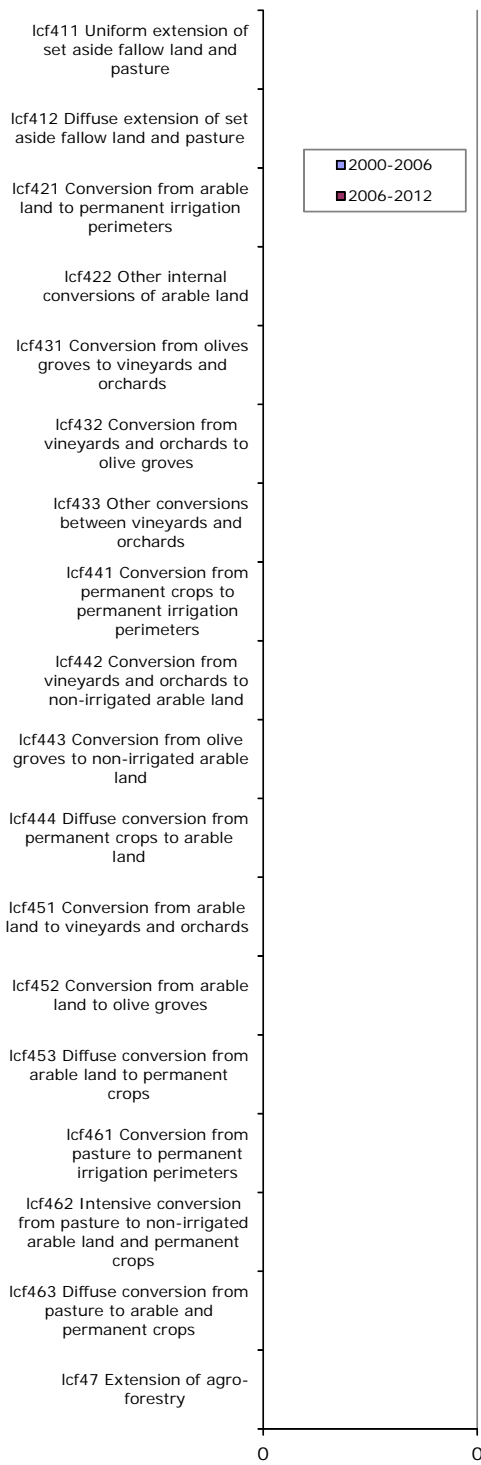 lcf411 Uniform extension of
set aside fallow land and
pasture
lcf412 Diffuse extension of set
aside fallow land and pasture
2000-2006
2006-2012
lcf421 Conversion from arable
land to permanent irrigation
perimeters
lcf422 Other internal
conversions of arable land
lcf431 Conversion from olives
groves to vineyards and
orchards
lcf432 Conversion from
vineyards and orchards to
olive groves
lcf433 Other conversions
between vineyards and
orchards
lcf441 Conversion from
permanent crops to
permanent irrigation
perimeters
lcf442 Conversion from
vineyards and orchards to
non-irrigated arable land
lcf443 Conversion from olive
groves to non-irrigated arable
land
lcf444 Diffuse conversion from
permanent crops to arable
land
lcf451 Conversion from arable
land to vineyards and orchards
lcf452 Conversion from arable
land to olive groves
lcf453 Diffuse conversion from
arable land to permanent
crops
lcf461 Conversion from
pasture to permanent
irrigation perimeters
lcf462 Intensive conversion
from pasture to non-irrigated
arable land and permanent
crops
lcf463 Diffuse conversion from
pasture to arable and
permanent crops
lcf47 Extension of agro-
forestry
0 0